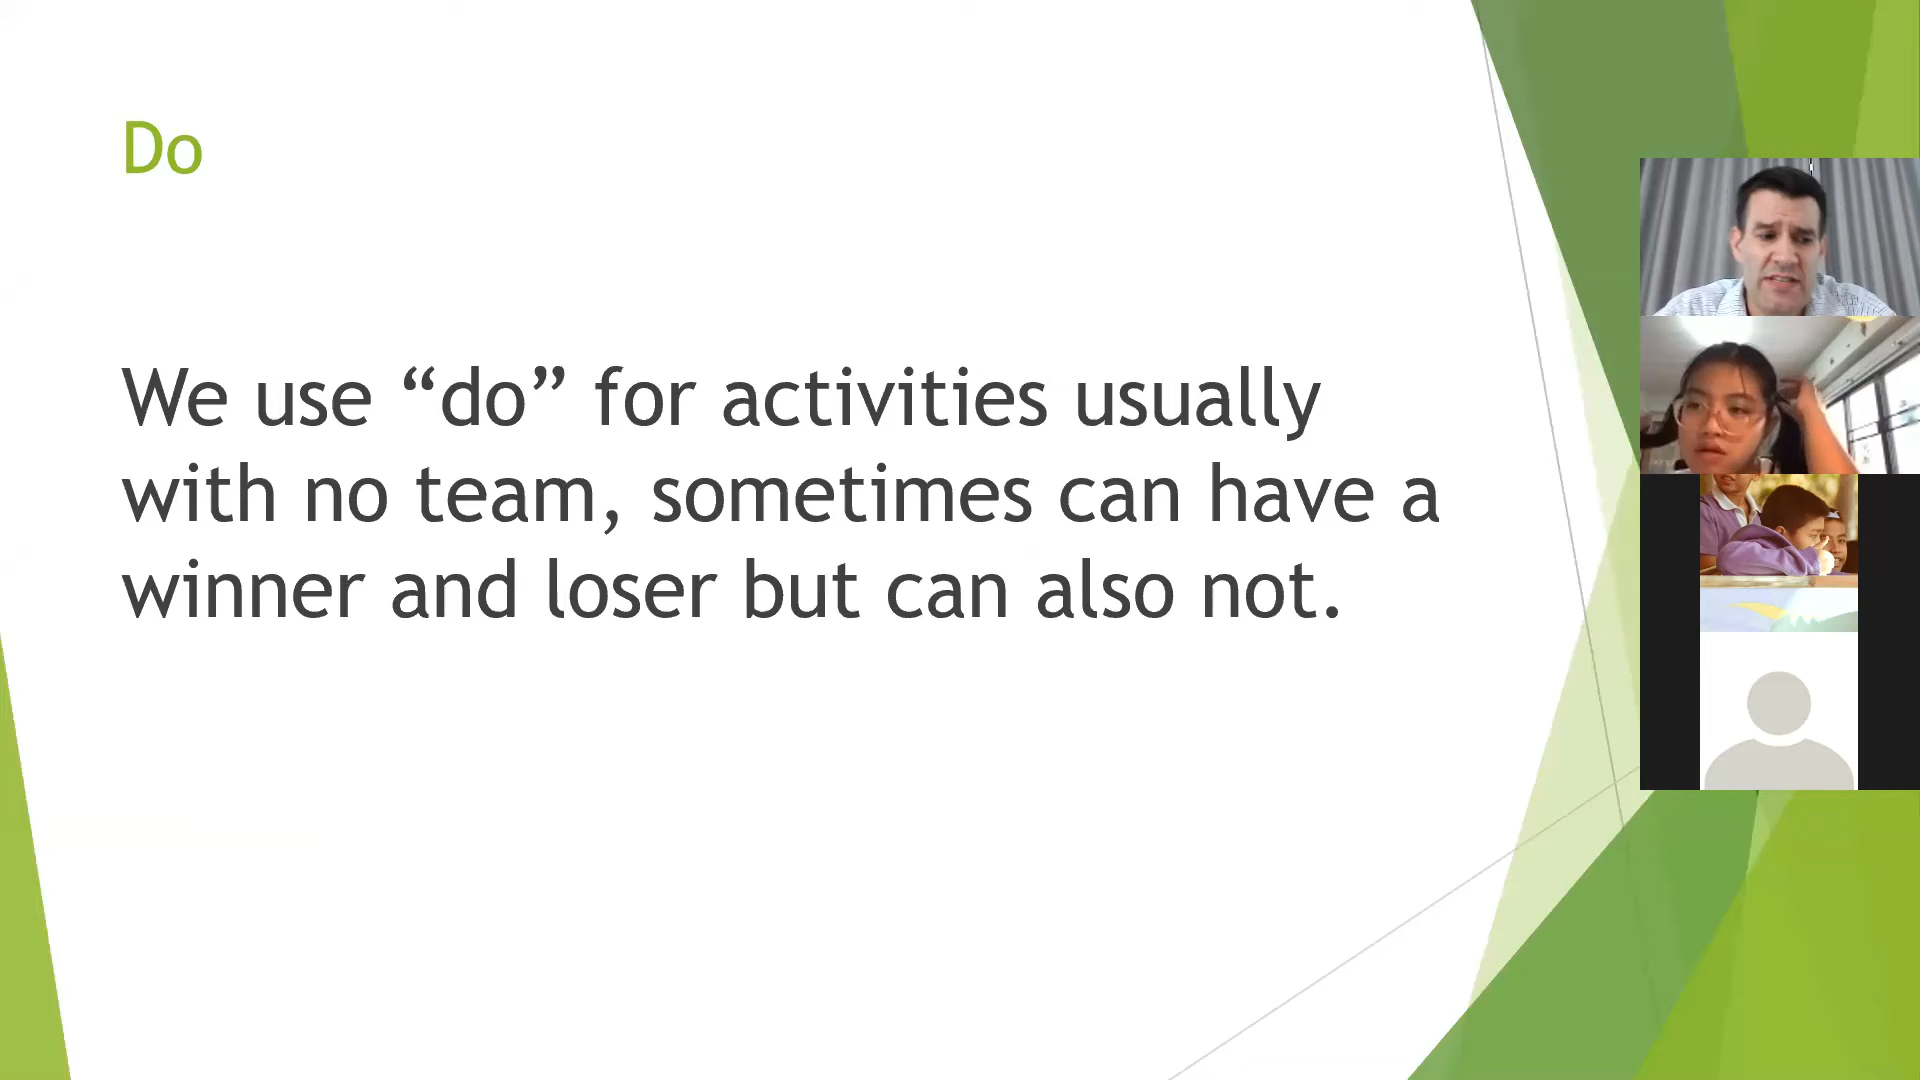 Do
We use “do” for activities usually
with no team, sometimes can have a
winner and loser but can also not.